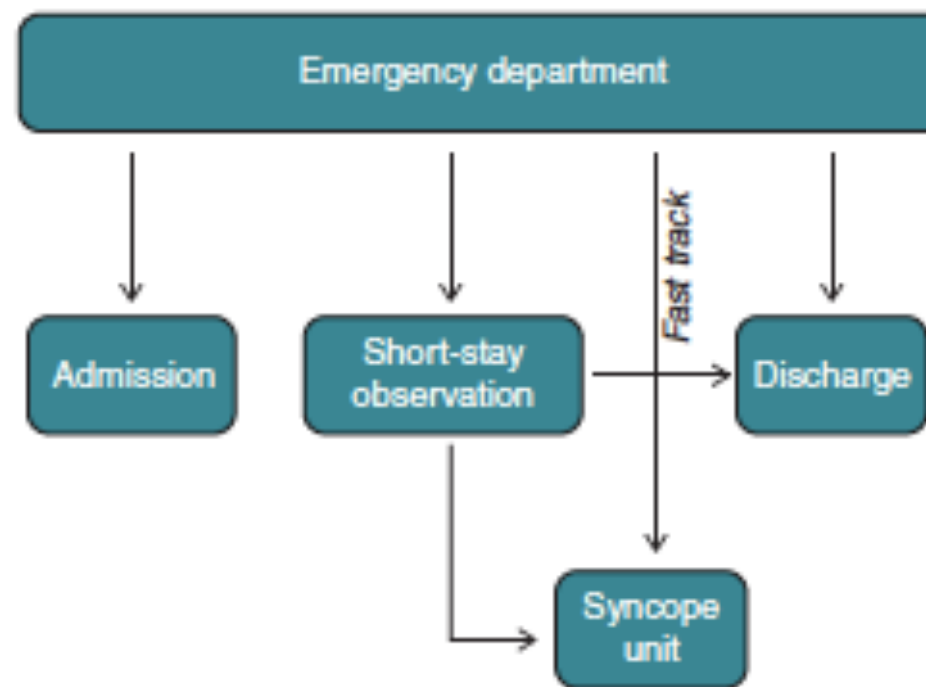 Emergency department
Fast track
Admission
Short-stay
observation
Discharge
Syncope
unit